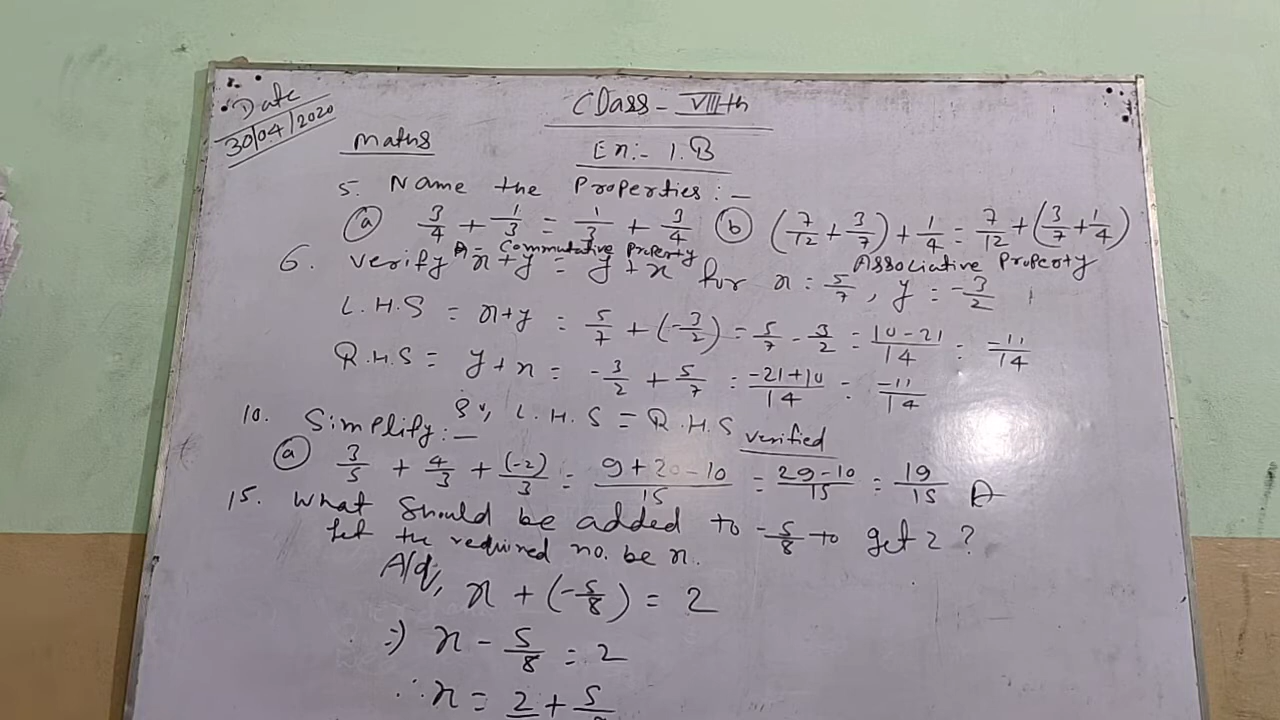 Date
30/04/2020
Class - VIIIth
Maths
Ex:- 1.B
5. Name the Properties:-
(a) 3/4 + 1/3 = 1/3 + 3/4 (b) (7/12 + 3/7) + 1/4 = 7/12 + (3/7 + 1/4)
A = Commutative Property Associative Property
6. Verify x+y = y+x for x = 5/7, y = -3/2
L.H.S = x+y = 5/7 + (-3/2) = 5/7 - 3/2 = 10-21/14 = -11/14
R.H.S = y+x = -3/2 + 5/7 = -21+10/14 = -11/14
So, L.H.S = R.H.S verified
10. Simplify:-
(a) 3/5 + 4/3 + (-2)/3 = 9+20-10/15 = 29-10/15 = 19/15 A
15. What should be added to -5/8 to get 2?
Let the required no. be x.
A/q, x + (-5/8) = 2
=) x - 5/8 = 2
∴ x = 2 + 5